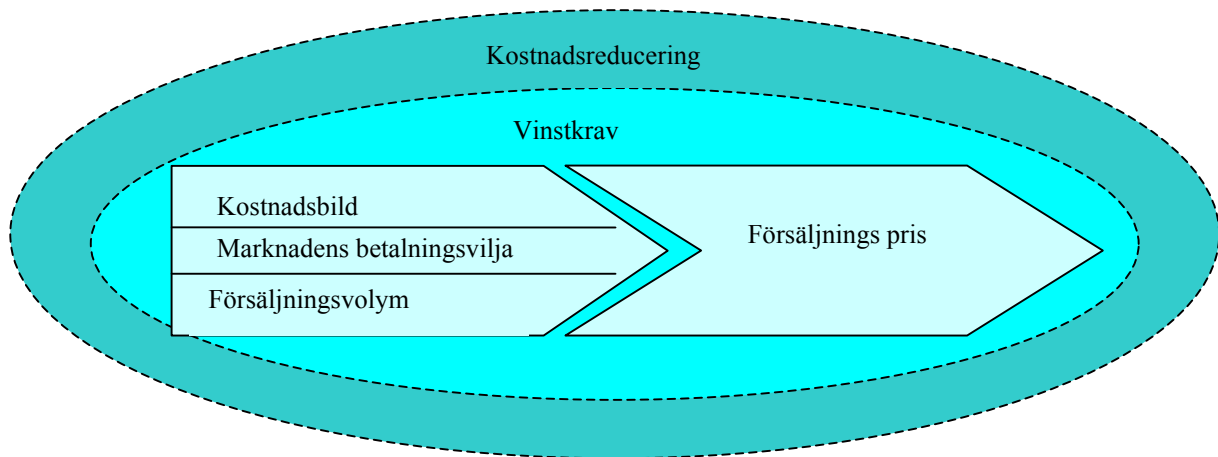 Kostnadsreducering
Vinstkrav
Kostnadsbild
Marknadens betalningsvilja
Försäljningsvolym
Försäljnings pris